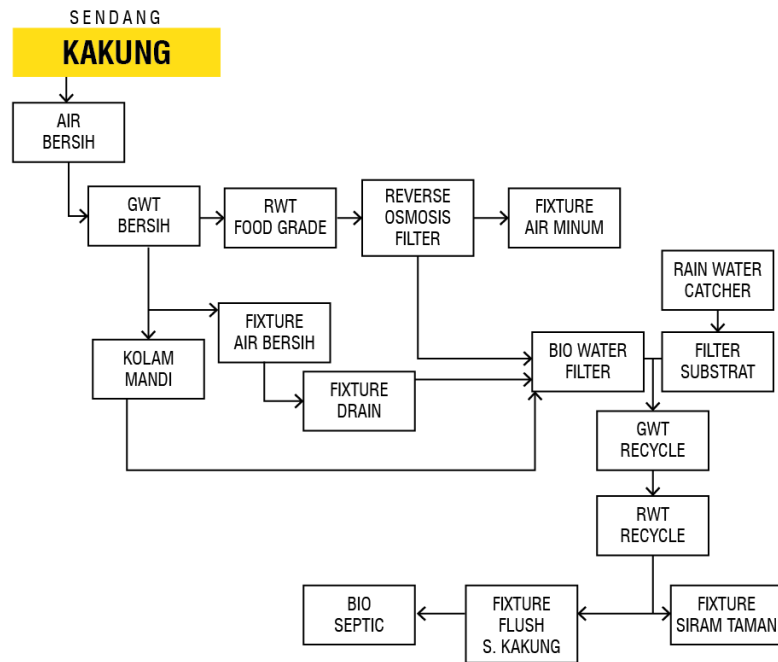 SENDANG
KAKUNG
AIR
BERSIH
GWT
BERSIH
RWT
FOOD GRADE
REVERSE
OSMOSIS
FILTER
FIXTURE
AIR MINUM
RAIN WATER
CATCHER
FIXTURE
AIR BERSIH
KOLAM
MANDI
BIO WATER
FILTER
FILTER
SUBSTRAT
FIXTURE
DRAIN
GWT
RECYCLE
RWT
RECYCLE
BIO
SEPTIC
FIXTURE
FLUSH
S. KAKUNG
FIXTURE
SIRAM TAMAN